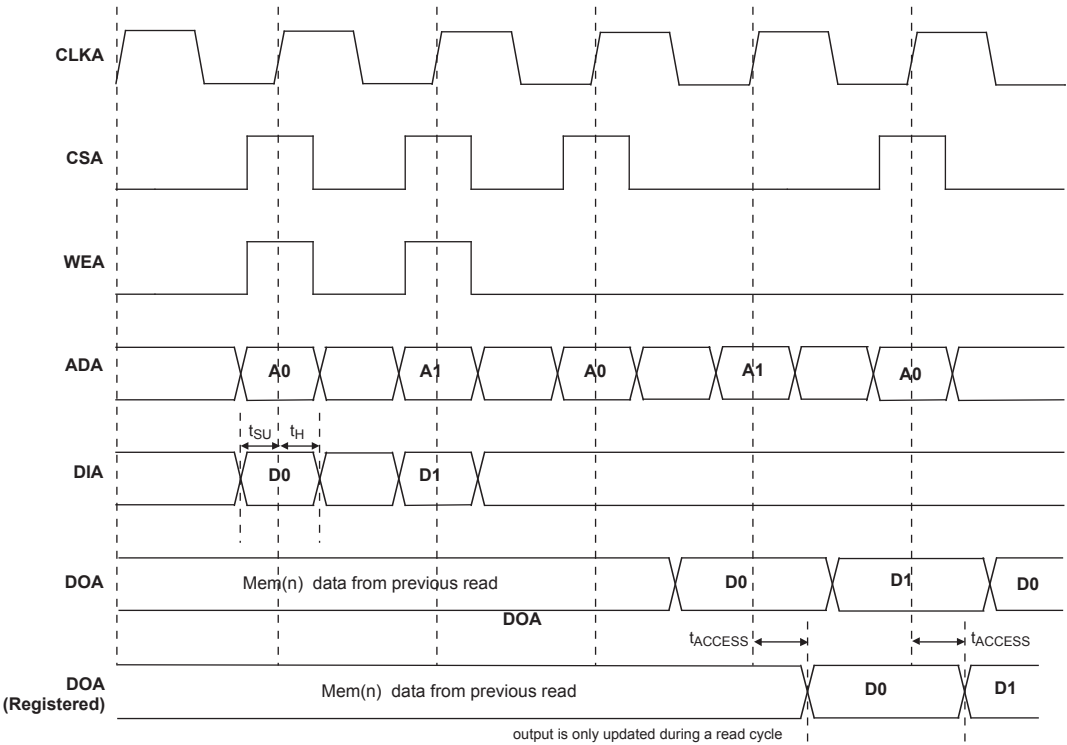 CLKA
CSA
WEA
ADA A0 A1 A0 A1 A0
tSU tH
DIA D0 D1
DOA Mem(n) data from previous read D0 D1 D0
DOA
tACCESS tACCESS
DOA
(Registered)
Mem(n) data from previous read D0 D1
output is only updated during a read cycle